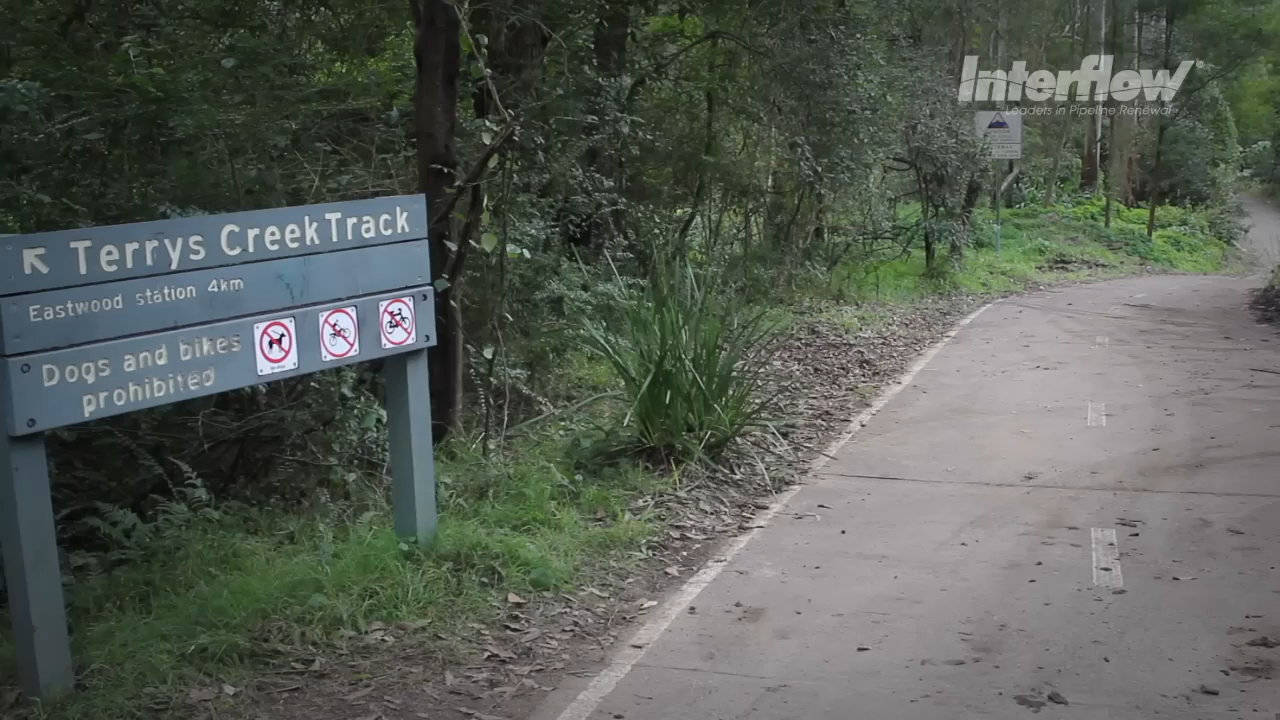 Interflow
Leaders in Pipeline Renewal
Terrys Creek Track
Eastwood station 4km
Dogs and bikes
prohibited